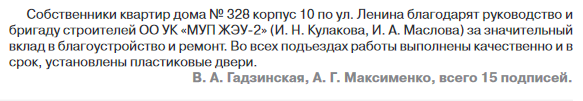 Собственники квартир дома № 328 корпус 10 по ул. Ленина благодарят руководство и
бригаду строителей ОО УК «МУП ЖЭУ-2» (И. Н. Кулакова, И. А. Маслова) за значительный
вклад в благоустройство и ремонт. Во всех подъездах работы выполнены качественно и в
срок, установлены пластиковые двери.
В. А. Гадзинская, А. Г. Максименко, всего 15 подписей.